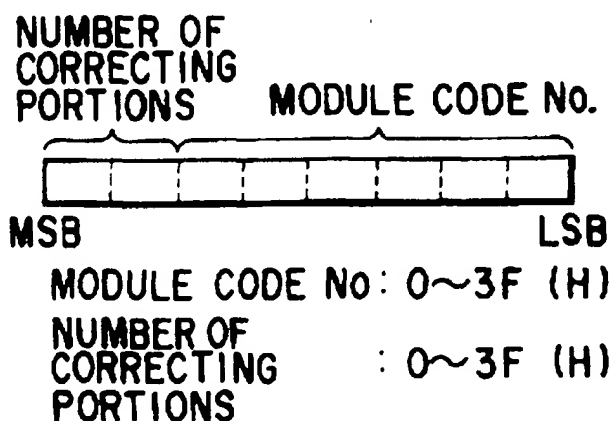 NUMBER OF
CORRECTING
PORTIONS
MODULE CODE No.
MSB
LSB
MODULE CODE No: 0~3F (H)
NUMBER OF
CORRECTING : 0~3F (H)
PORTIONS